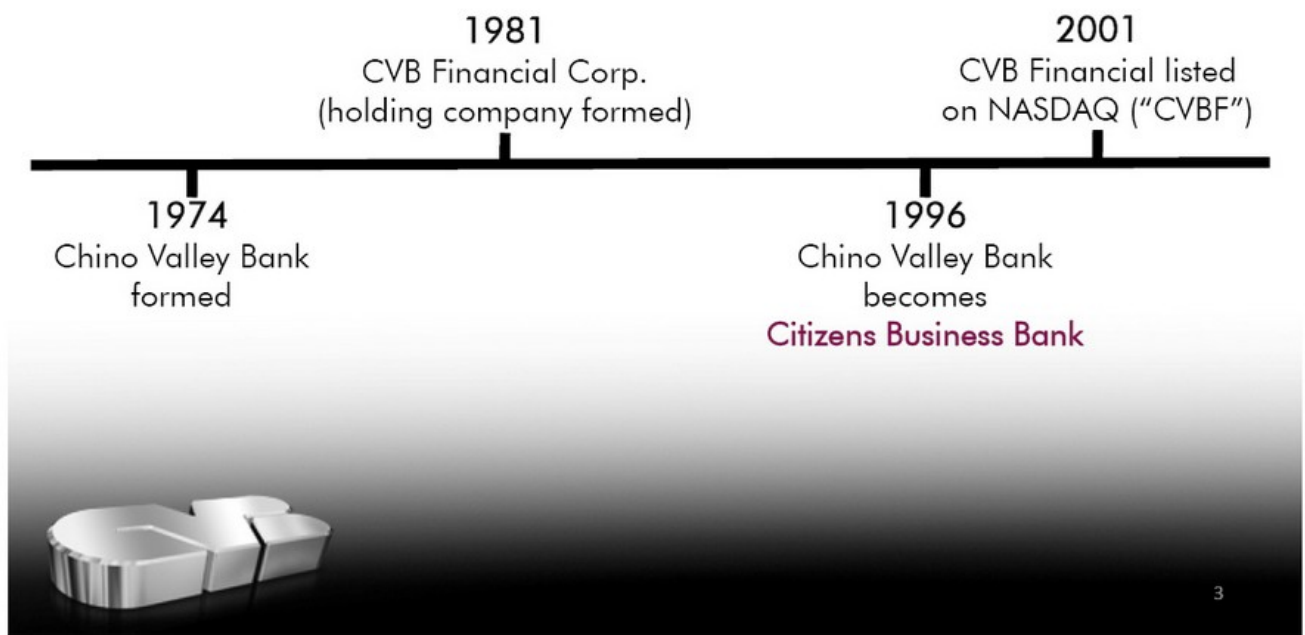 1981
CVB Financial Corp.
(holding company formed)
2001
CVB Financial listed
on NASDAQ (“CVBF”)
1974
Chino Valley Bank
formed
1996
Chino Valley Bank
becomes
Citizens Business Bank
3